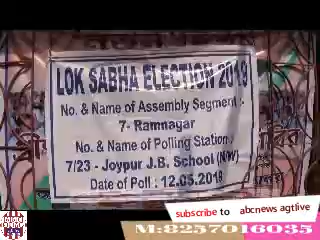 LOK SABHA ELECTION 2019
No. & Name of Assembly Segment :-
7- Ramnagar
No. & Name of Polling Station :
7/23 - Joypur J.B. School (NW)
Date of Poll : 12.05.2019
subscribe to abcnews agtlive
M:8257016035